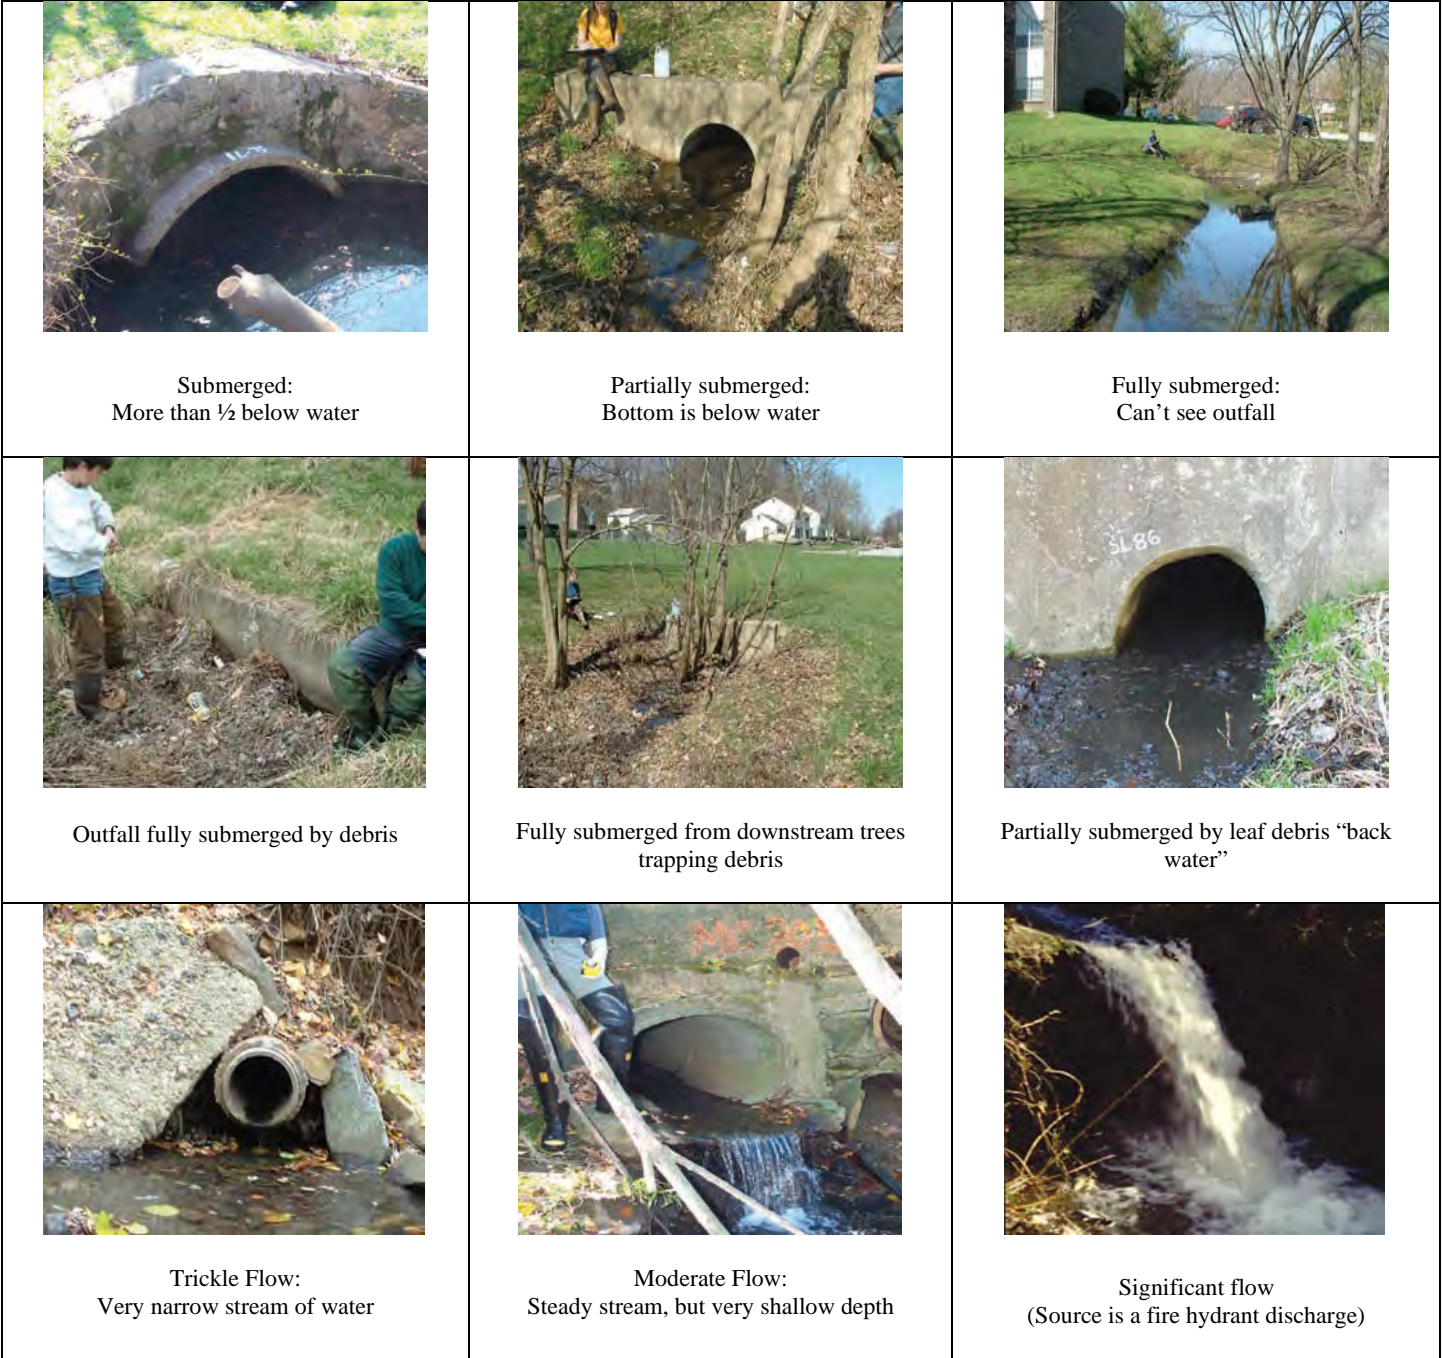 Submerged:
More than ½ below water
Partially submerged:
Bottom is below water
Fully submerged:
Can’t see outfall
SL86
Outfall fully submerged by debris
Fully submerged from downstream trees
trapping debris
Partially submerged by leaf debris “back
water”
Trickle Flow:
Very narrow stream of water
Moderate Flow:
Steady stream, but very shallow depth
Significant flow
(Source is a fire hydrant discharge)